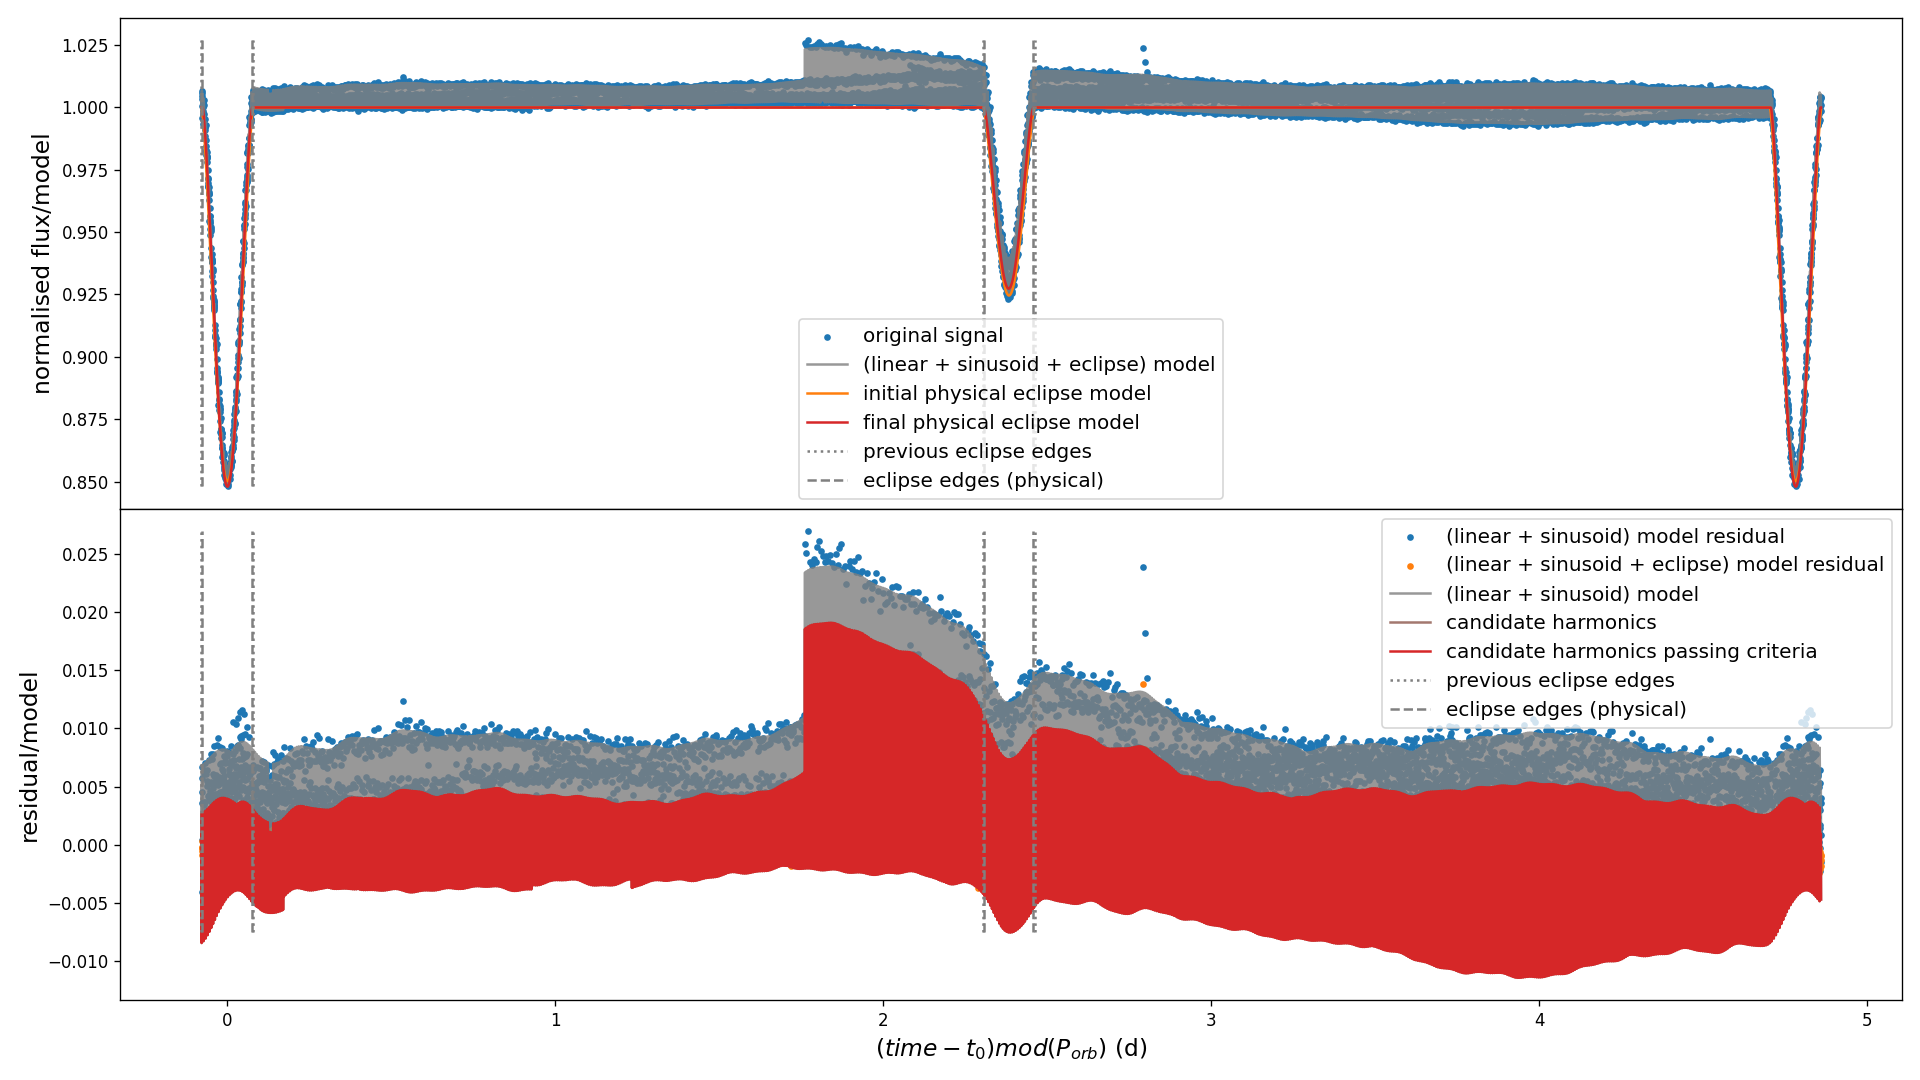 1.025
1.000
0.975
0.950
0.925
0.900
0.875
0.850
normalised flux/model
original signal
(linear + sinusoid + eclipse) model
initial physical eclipse model
final physical eclipse model
previous eclipse edges
eclipse edges (physical)
0.025
0.020
0.015
0.010
0.005
0.000
−0.005
−0.010
residual/model
(linear + sinusoid) model residual
(linear + sinusoid + eclipse) model residual
(linear + sinusoid) model
candidate harmonics
candidate harmonics passing criteria
previous eclipse edges
eclipse edges (physical)
0 1 2 3 4 5
(time − t₀)mod(P_orb) (d)